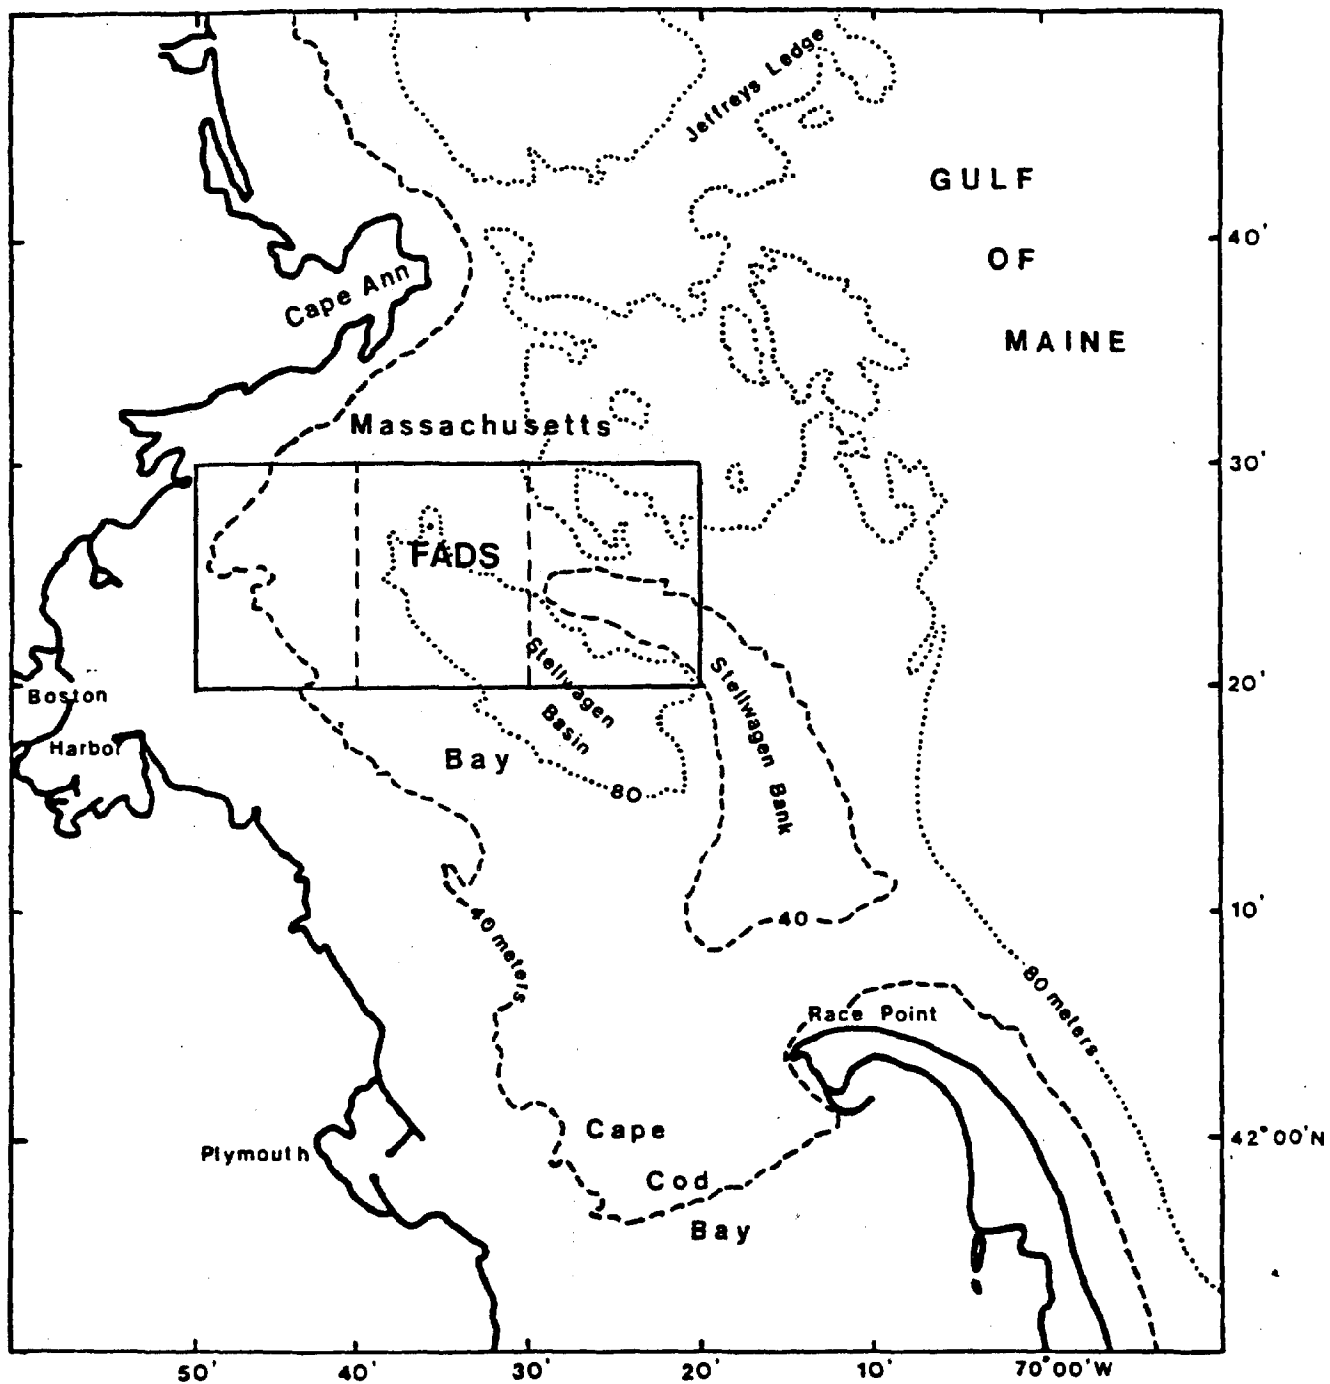 Jeffreys Ledge
GULF
OF
MAINE
40'
Cape Ann
Massachusetts
30'
FADS
Stellwagen
Basin
Stellwagen Bank
20'
Boston
Harbor
Bay
80
40
10'
40 meters
80 meters
Race Point
Cape
Cod
Bay
42°00'N
Plymouth
50'
40'
30'
20'
10'
70°00'W